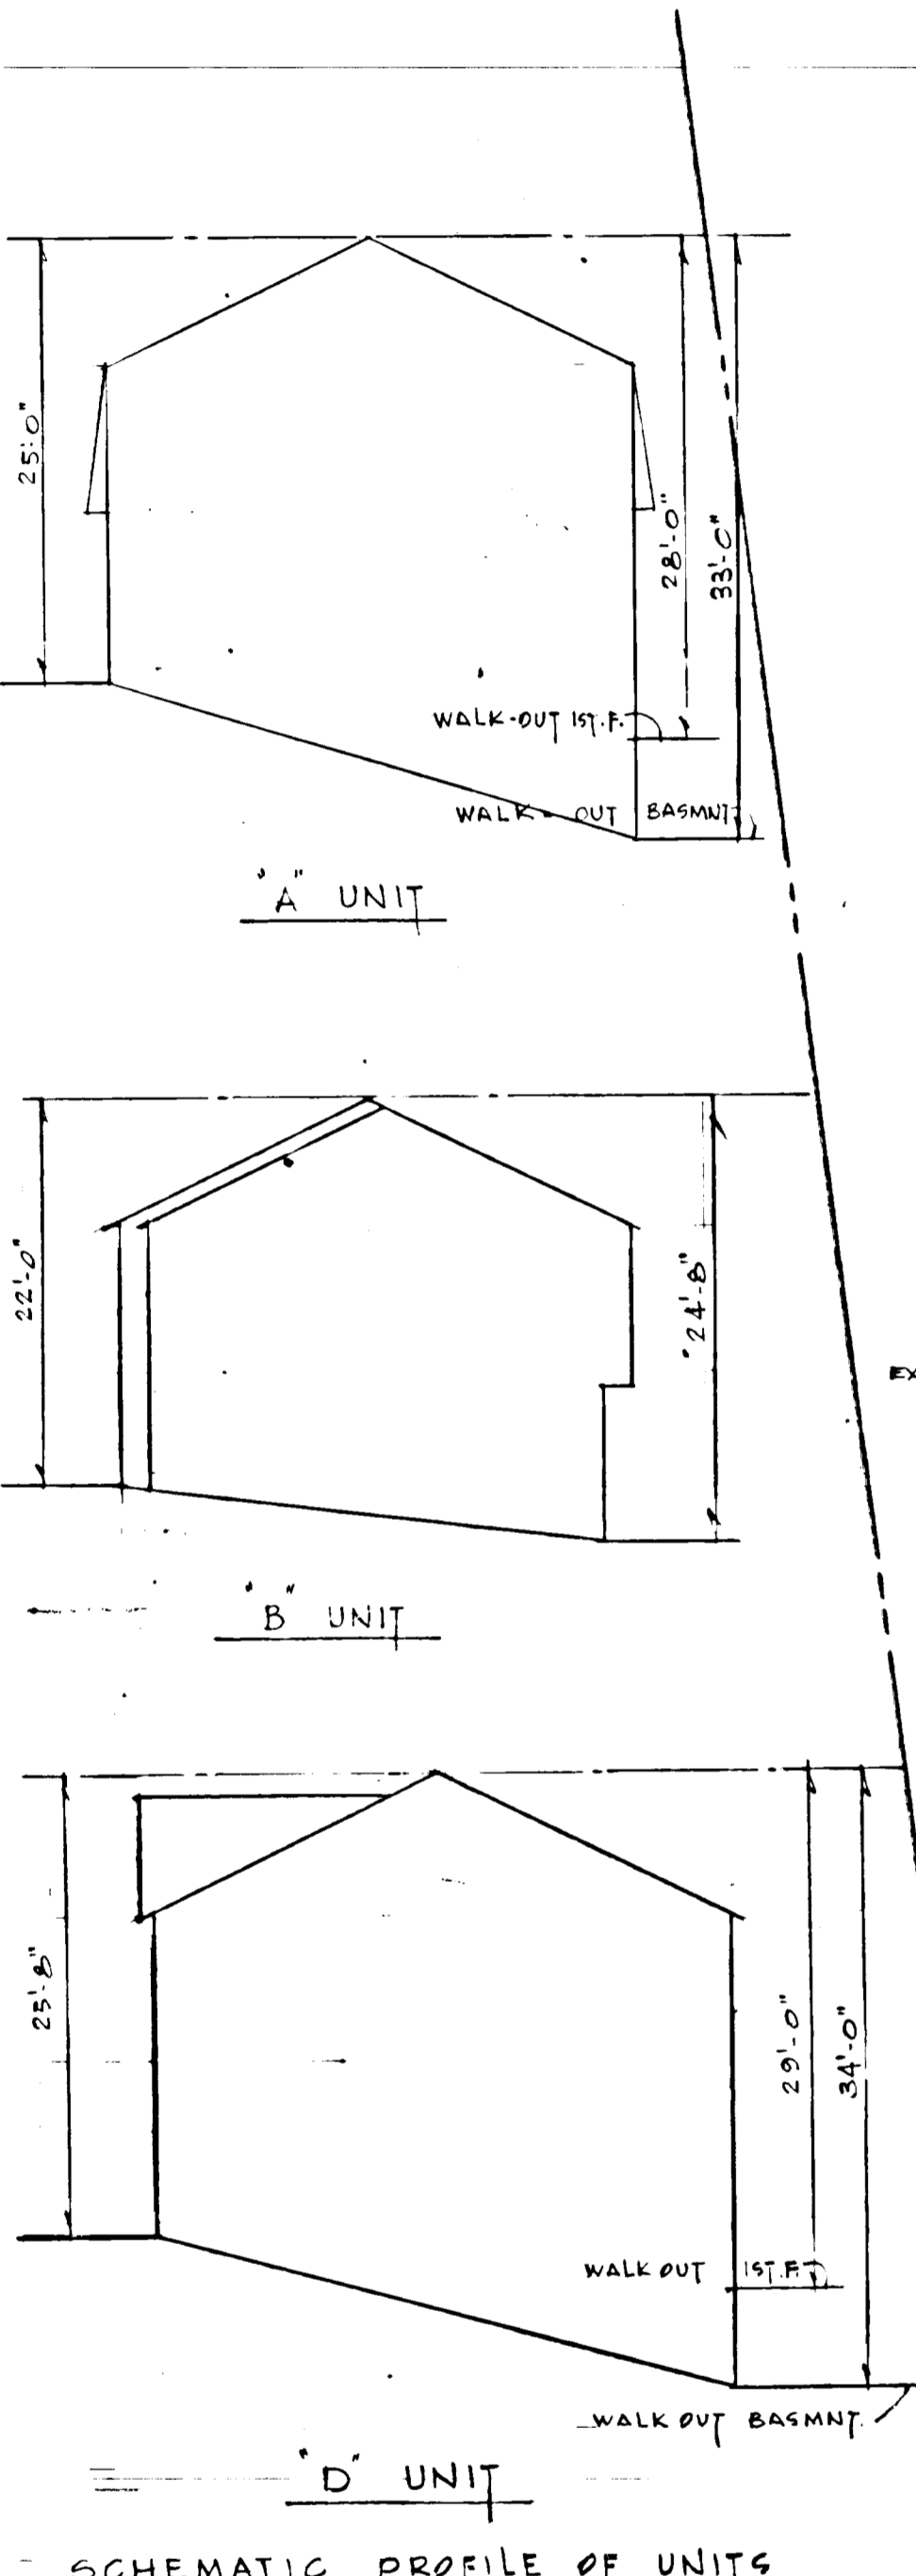 25'-0"
28'-0"
33'-0"
WALK-OUT 1ST.F.
WALK-OUT BASMNT.
"A" UNIT
22'-0"
24'-8"
EX
"B" UNIT
25'-8"
29'-0"
34'-0"
WALK OUT 1ST.F.
WALK OUT BASMNT.
"D" UNIT
SCHEMATIC PROFILE OF UNITS